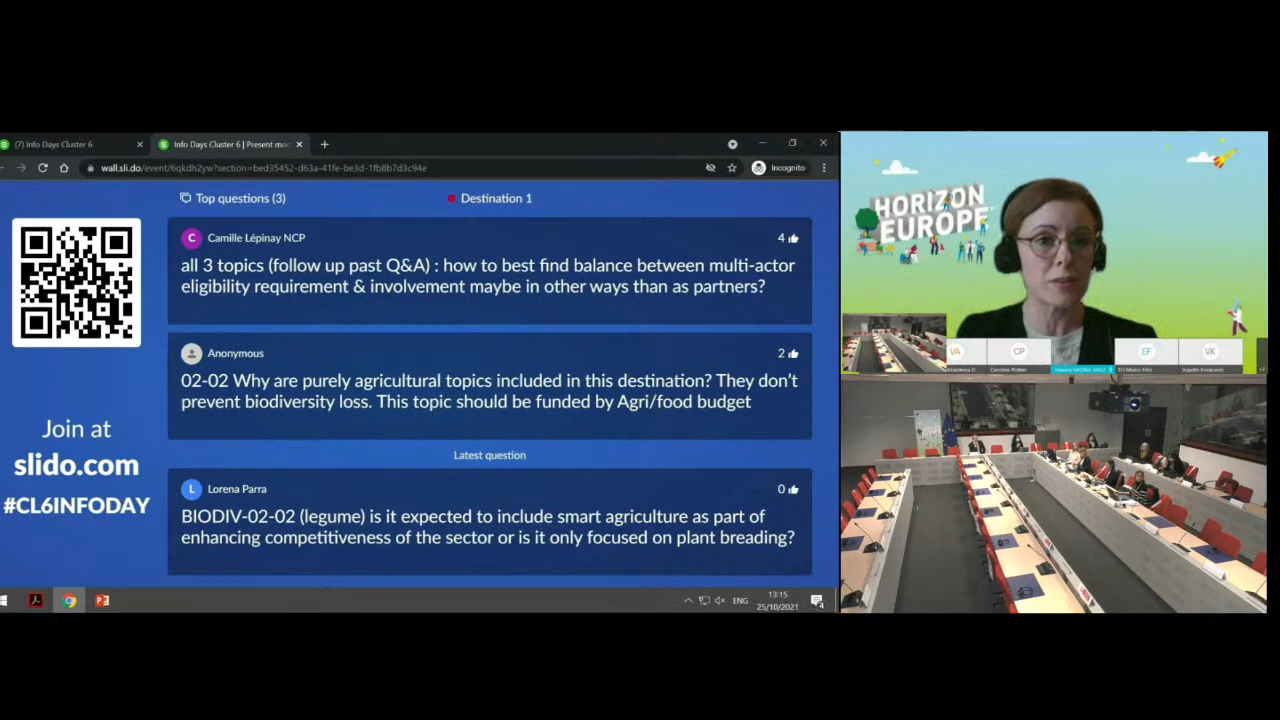 (7) Info Days Cluster 6
Info Days Cluster 6 | Present mo
wall.sli.do/event/6qkdh2yw?section=bed35452-d63a-41fe-be3d-1fb8b7d3c94e
Incognito
Top questions (3)
Destination 1
C
Camille Lépinay NCP
4
all 3 topics (follow up past Q&A) : how to best find balance between multi-actor
eligibility requirement & involvement maybe in other ways than as partners?
Anonymous
2
02-02 Why are purely agricultural topics included in this destination? They don't
prevent biodiversity loss. This topic should be funded by Agri/food budget
Latest question
L
Lorena Parra
0
BIODIV-02-02 (legume) is it expected to include smart agriculture as part of
enhancing competitiveness of the sector or is it only focused on plant breading?
Join at
slido.com
#CL6INFODAY
ENG
13:15
25/10/2021
4
HORIZON
EUROPE
VA
CP
EF
VK